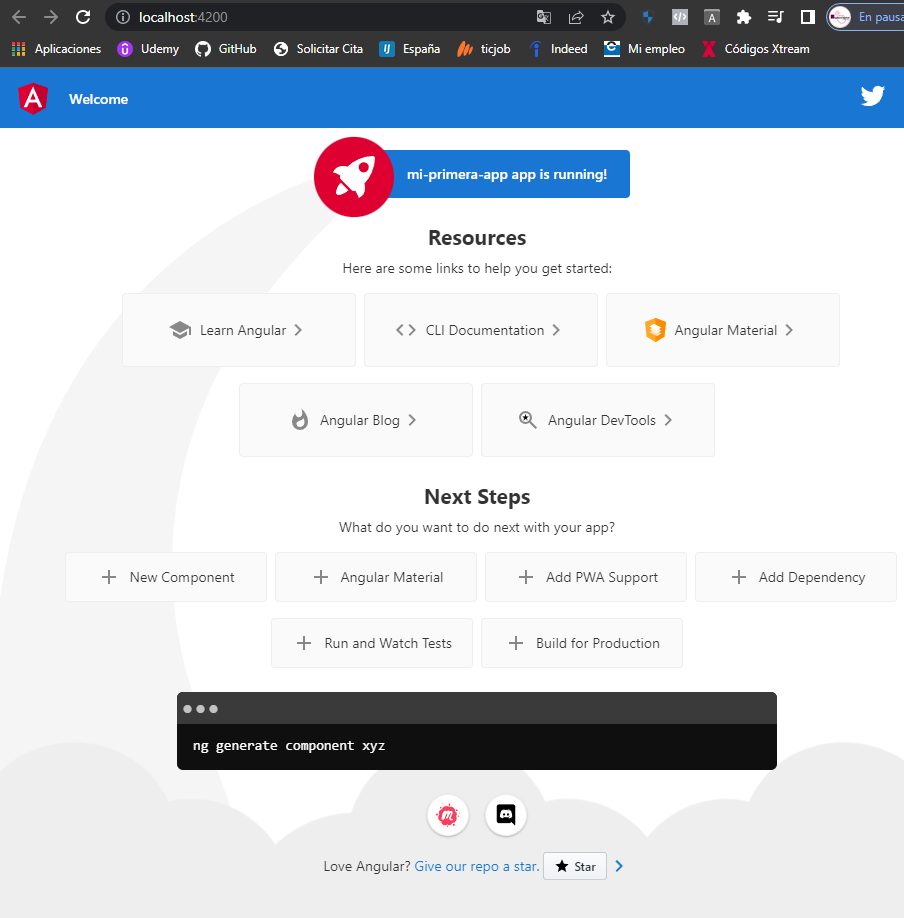 localhost:4200
En pausa
Aplicaciones Udemy GitHub Solicitar Cita España ticjob Indeed Mi empleo Códigos Xtream
Welcome
mi-primera-app app is running!
Resources
Here are some links to help you get started:
Learn Angular CLI Documentation Angular Material
Angular Blog Angular DevTools
Next Steps
What do you want to do next with your app?
New Component Angular Material Add PWA Support Add Dependency
Run and Watch Tests Build for Production
ng generate component xyz
Love Angular? Give our repo a star. Star